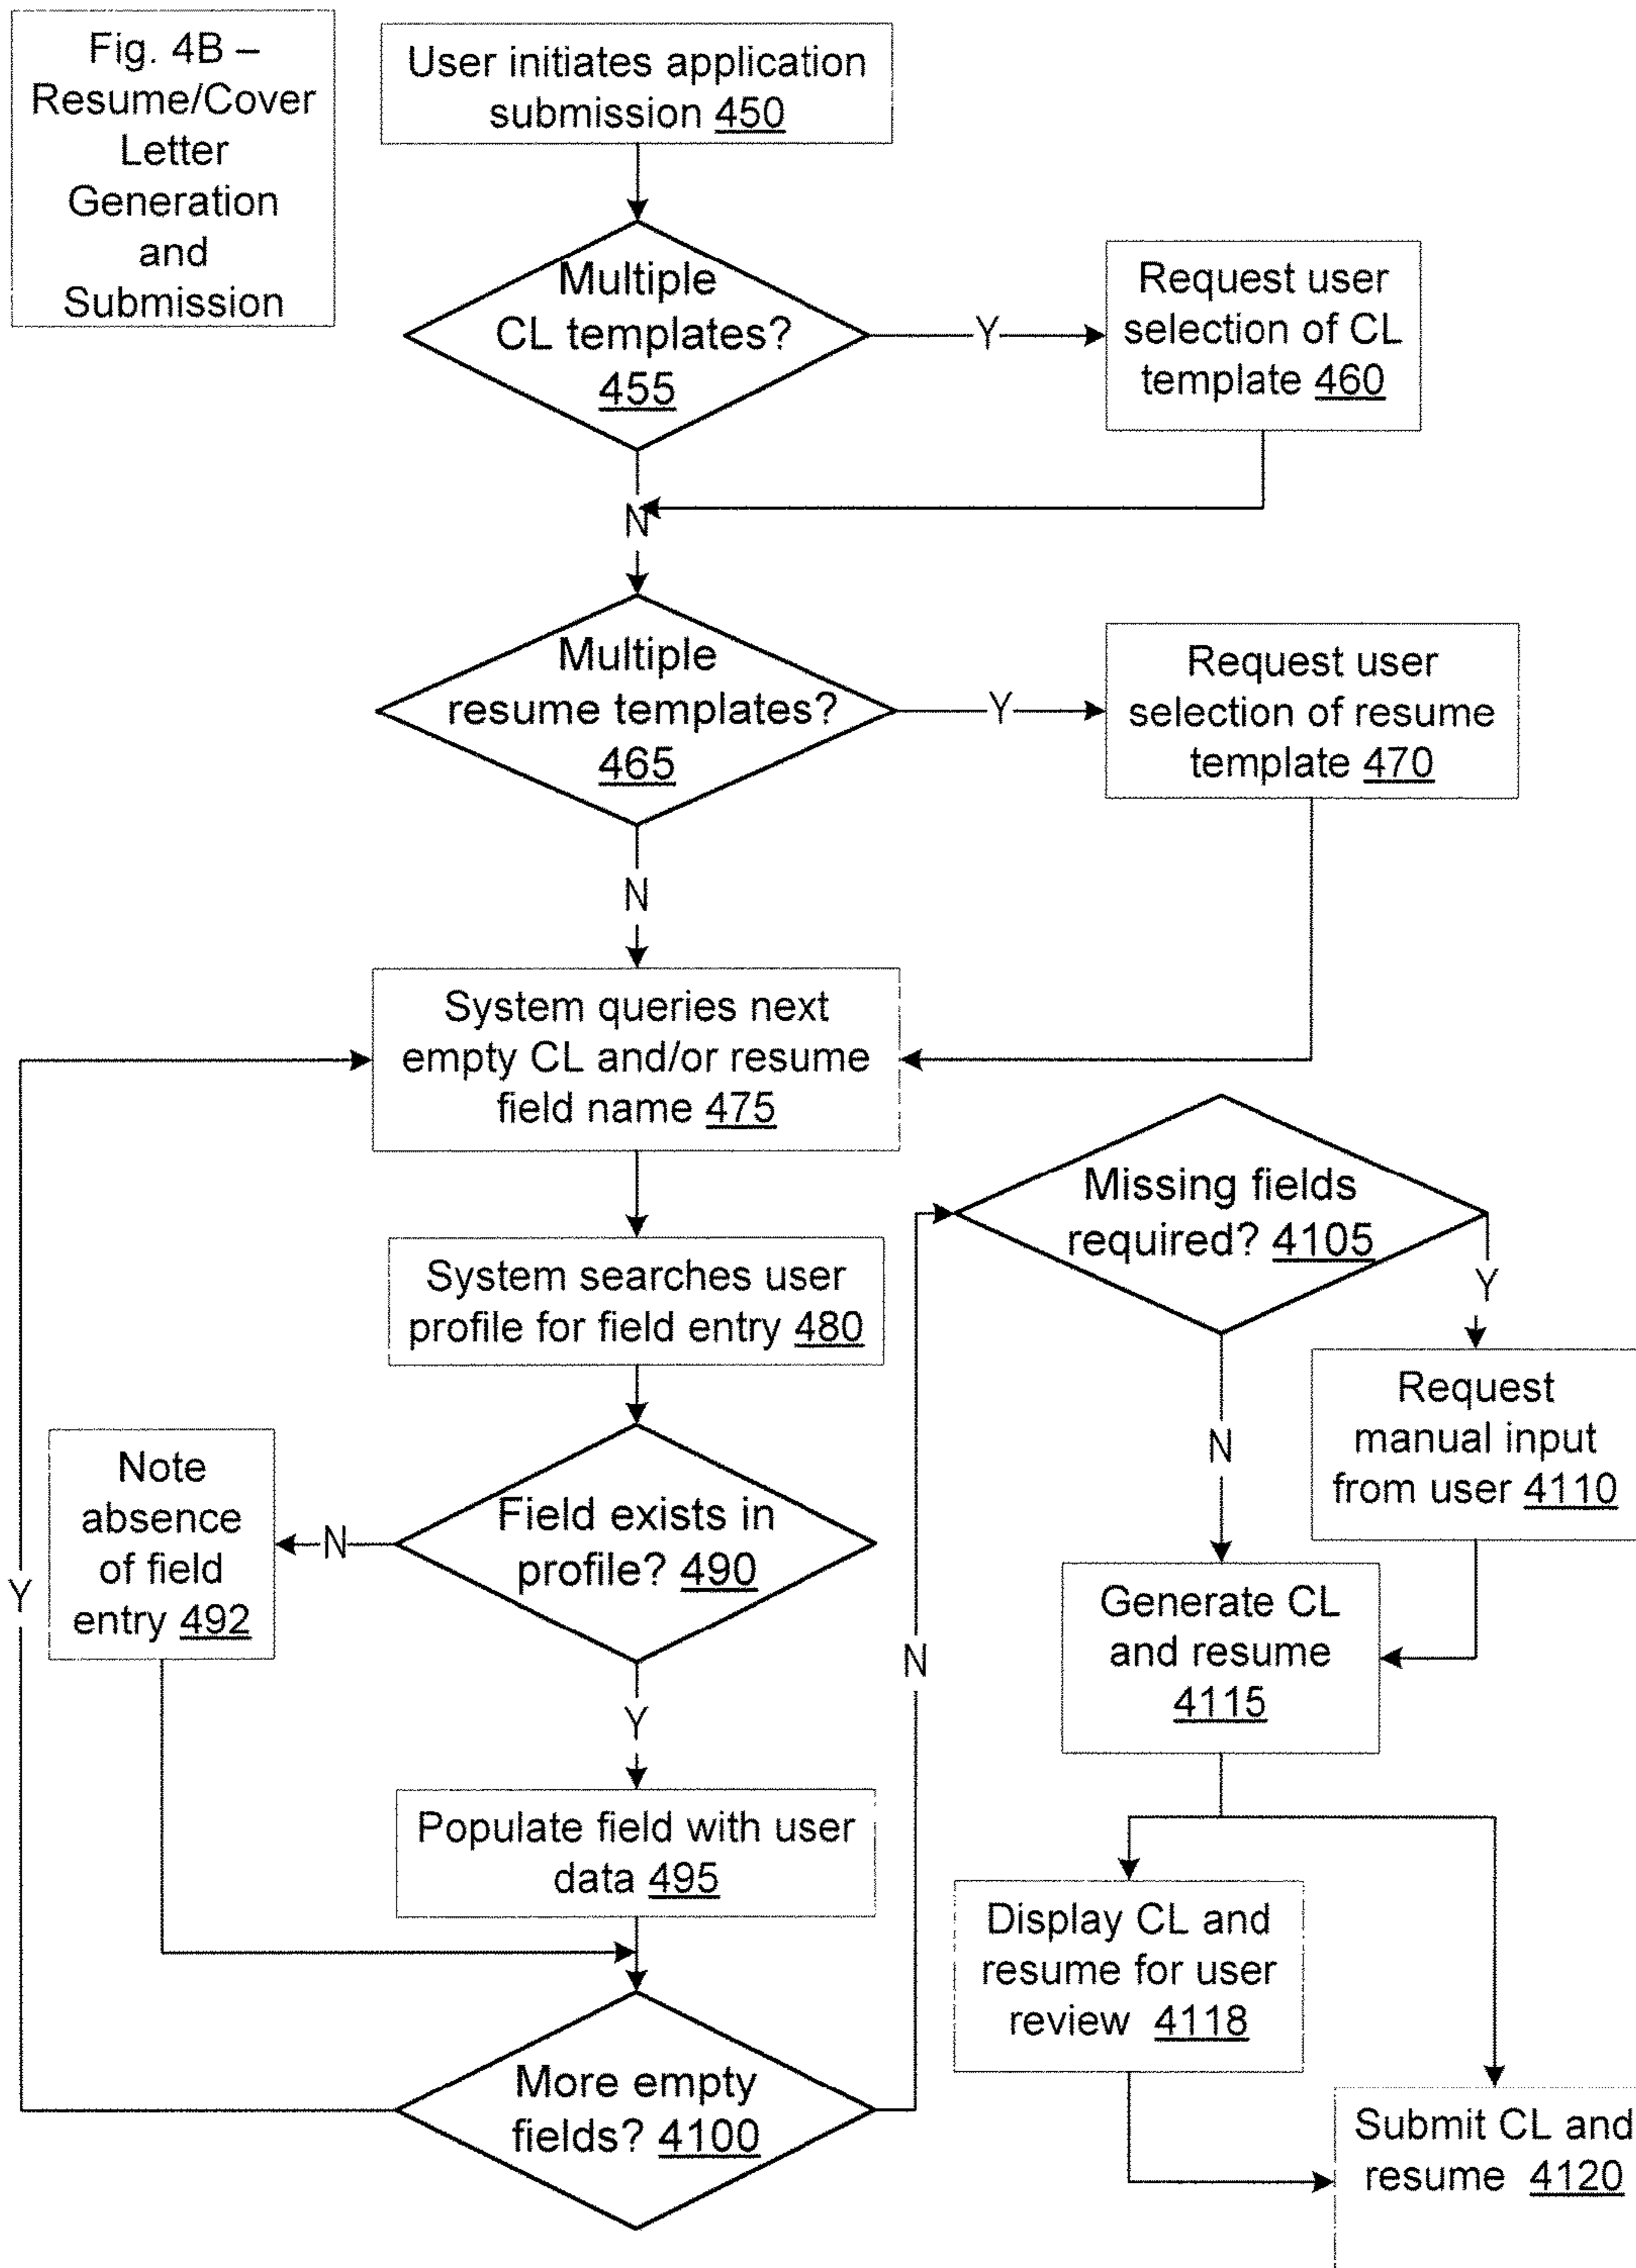 Fig. 4B –
Resume/Cover
Letter
Generation
and
Submission
User initiates application
submission 450
Multiple
CL templates?
455
Y
Request user
selection of CL
template 460
N
Multiple
resume templates?
465
Y
Request user
selection of resume
template 470
N
System queries next
empty CL and/or resume
field name 475
System searches user
profile for field entry 480
Field exists in
profile? 490
N
Note
absence
of field
entry 492
Y
Populate field with user
data 495
More empty
fields? 4100
Y
N
Missing fields
required? 4105
Y
Request
manual input
from user 4110
N
Generate CL
and resume
4115
Display CL and
resume for user
review 4118
Submit CL and
resume 4120